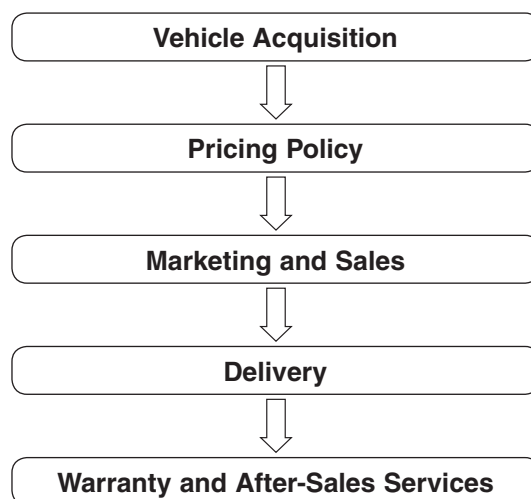 Vehicle Acquisition
Pricing Policy
Marketing and Sales
Delivery
Warranty and After-Sales Services